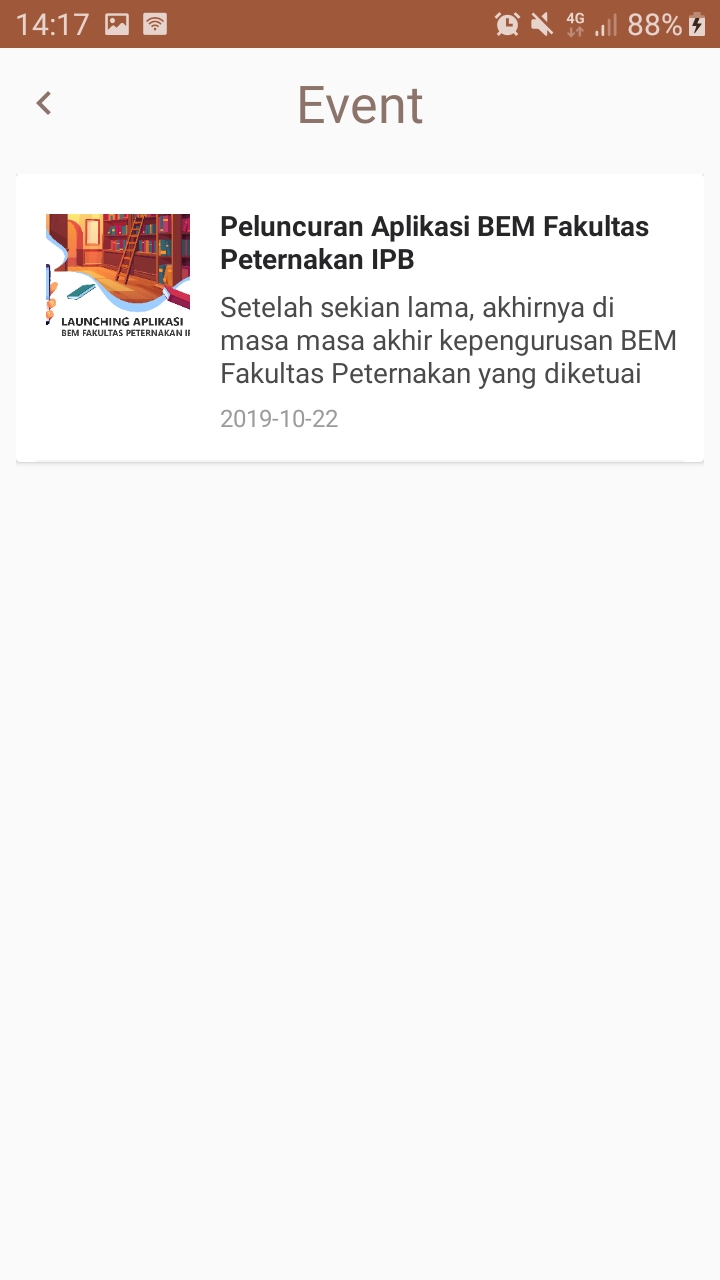 14:17 4G 88%
Event
Peluncuran Aplikasi BEM Fakultas
Peternakan IPB
Setelah sekian lama, akhirnya di
masa masa akhir kepengurusan BEM
Fakultas Peternakan yang diketuai
2019-10-22
LAUNCHING APLIKASI
BEM FAKULTAS PETERNAKAN